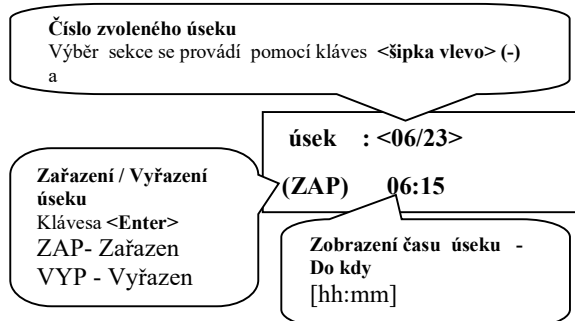 Číslo zvoleného úseku
Výběr sekce se provádí pomocí kláves <šipka vlevo> (-)
a
úsek : <06/23>
(ZAP) 06:15
Zařazení / Vyřazení
úseku
Klávesa <Enter>
ZAP- Zařazen
VYP - Vyřazen
Zobrazení času úseku -
Do kdy
[hh:mm]